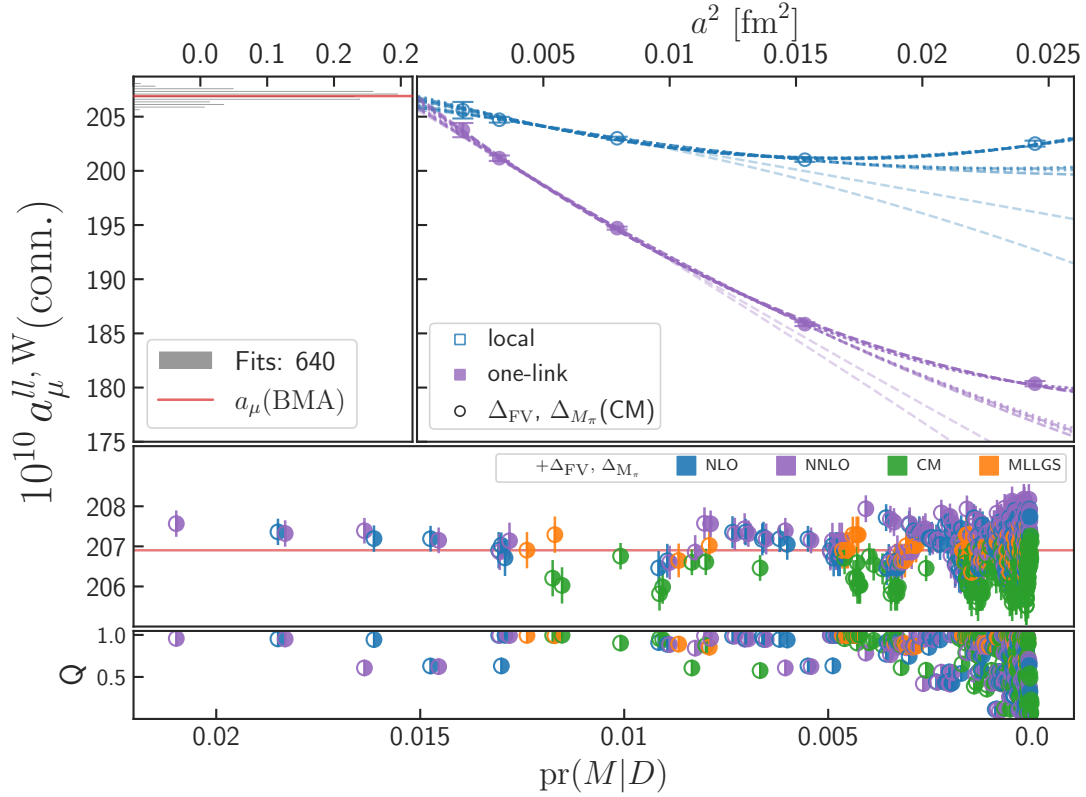 a² [fm²]
0.0 0.1 0.2 0.2
0.005 0.01 0.015 0.02 0.025
10¹⁰ a_μ^{ll, W}(conn.)
205
200
195
190
185
180
175
Fits: 640
a_μ(BMA)
local
one-link
Δ_FV, Δ_{M_π}(CM)
+Δ_FV, Δ_{M_π} NLO NNLO CM MLLGS
208
207
206
Q
1.0
0.5
0.02 0.015 0.01 0.005 0.0
pr(M|D)